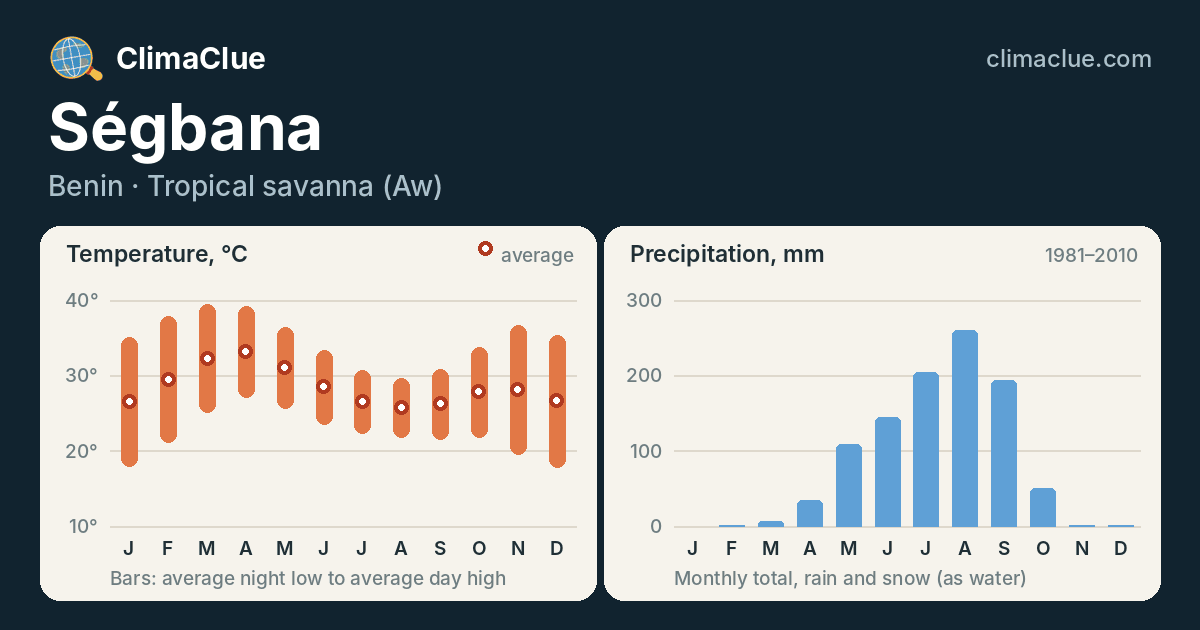 ClimaClue
climaclue.com
Ségbana
Benin · Tropical savanna (Aw)
Temperature, °C
average
40°
30°
20°
10°
J F M A M J J A S O N D
Bars: average night low to average day high
Precipitation, mm
1981–2010
300
200
100
0
J F M A M J J A S O N D
Monthly total, rain and snow (as water)